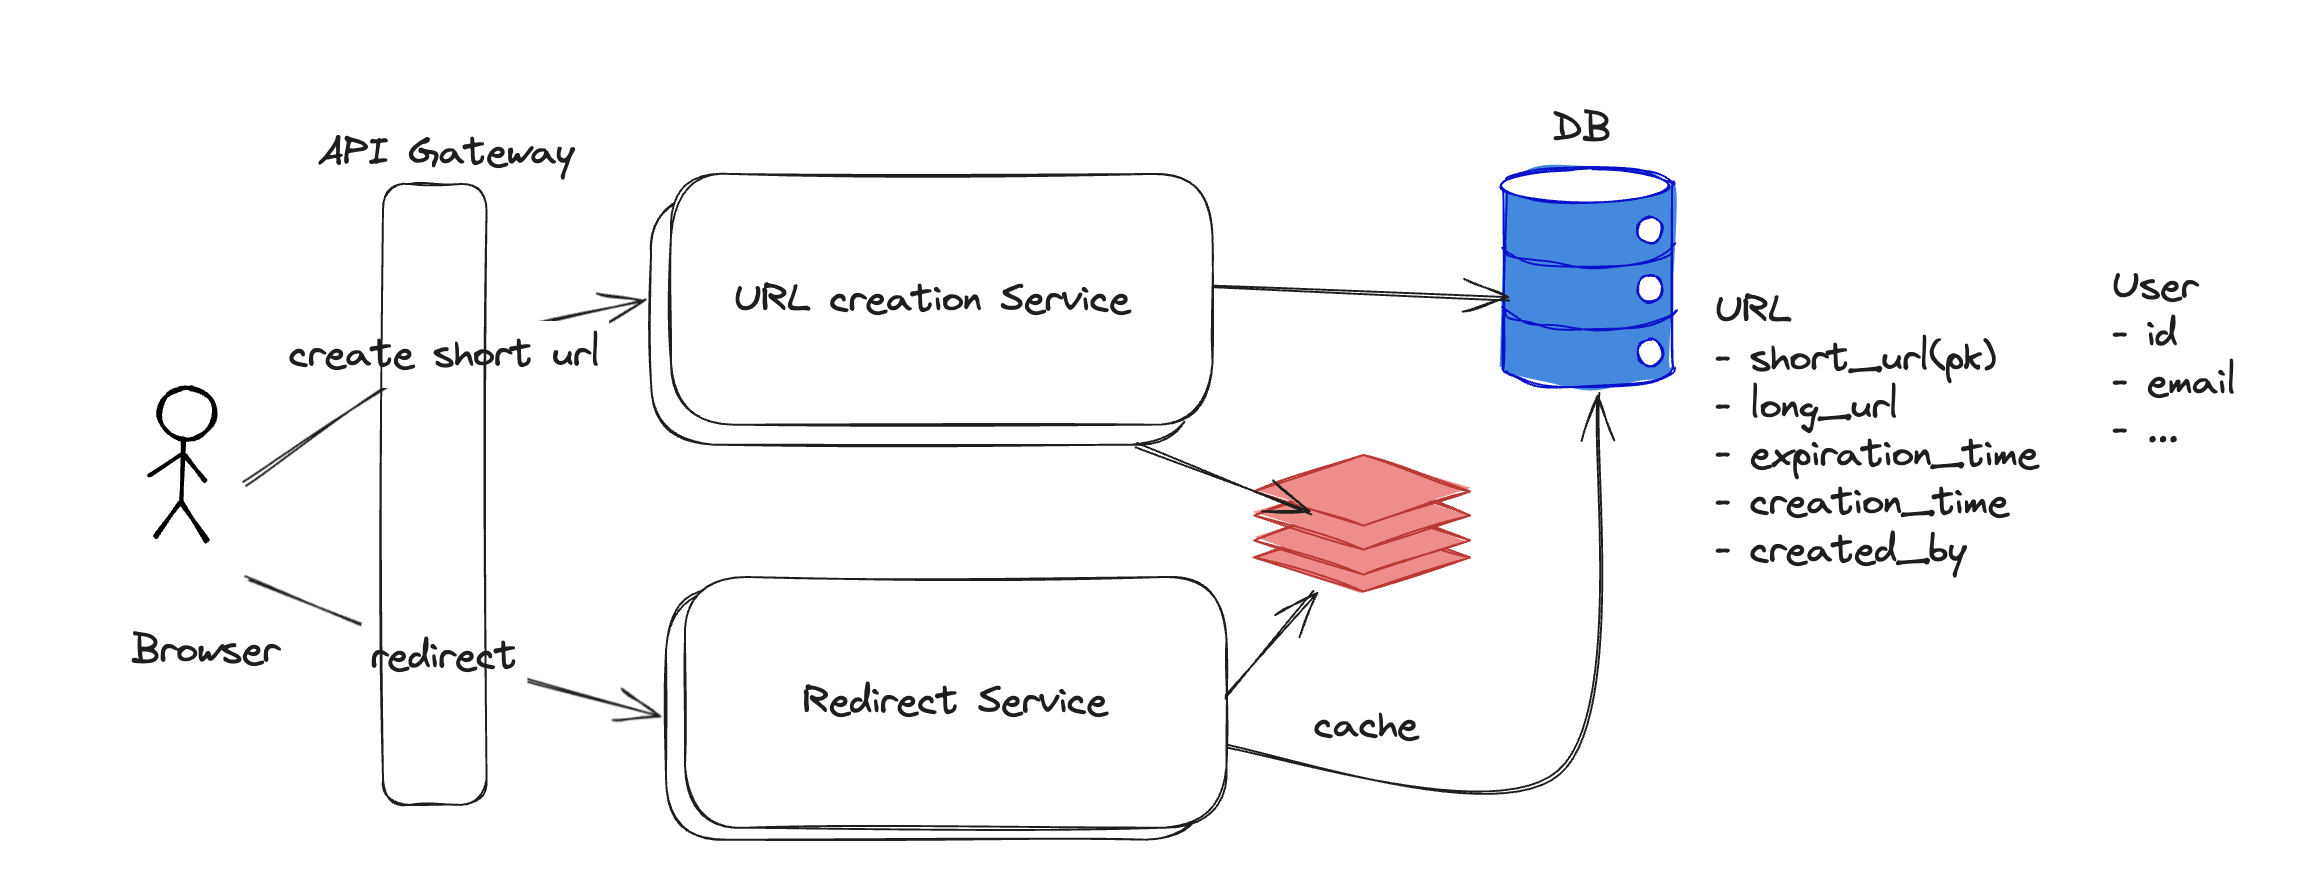 API Gateway
DB
URL creation Service
create short url
Browser
redirect
Redirect Service
cache
URL
- short_url(pk)
- long_url
- expiration_time
- creation_time
- created_by
User
- id
- email
- ...